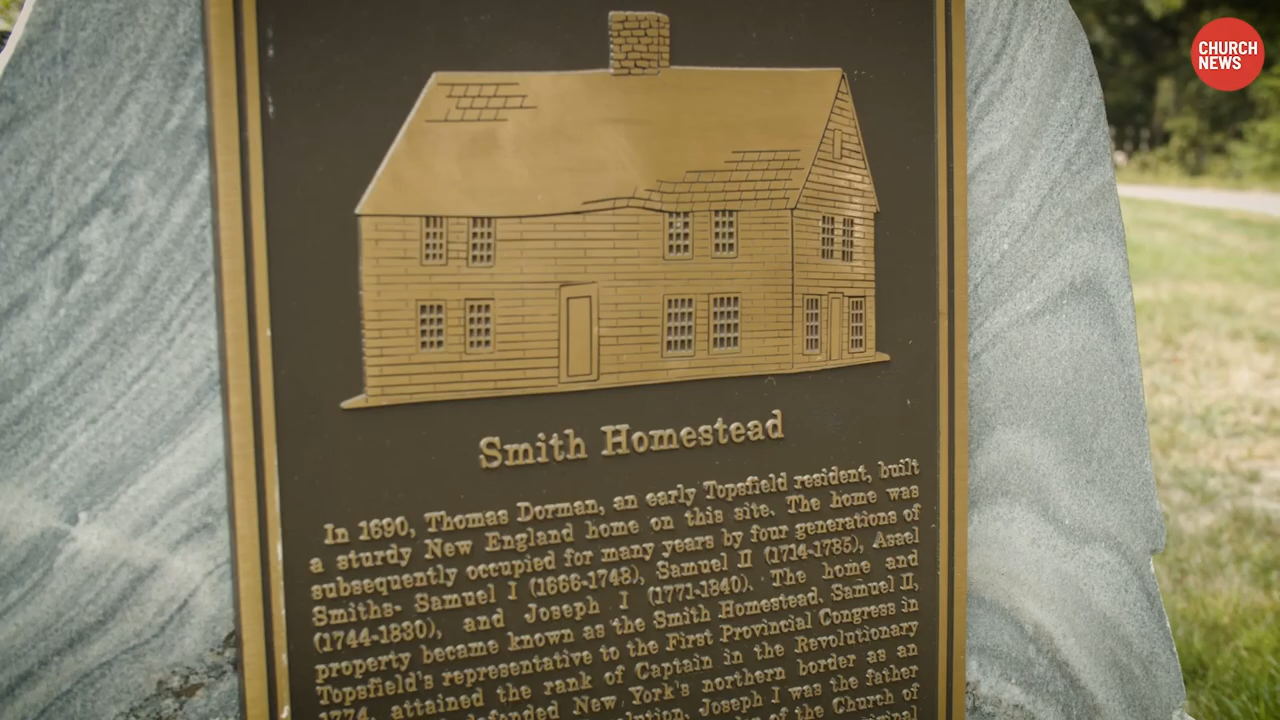 CHURCH
NEWS
Smith Homestead
In 1690, Thomas Dorman, an early Topsfield resident, built
a sturdy New England home on this site. The home was
subsequently occupied for many years by four generations of
Smiths- Samuel I (1666-1748), Samuel II (1714-1785), Asael
(1744-1830), and Joseph I (1771-1840). The home and
property became known as the Smith Homestead. Samuel II,
Topsfield's representative to the First Provincial Congress in
1774, attained the rank of Captain in the Revolutionary
defended New York's northern border as an
Joseph I was the father
of the Church of